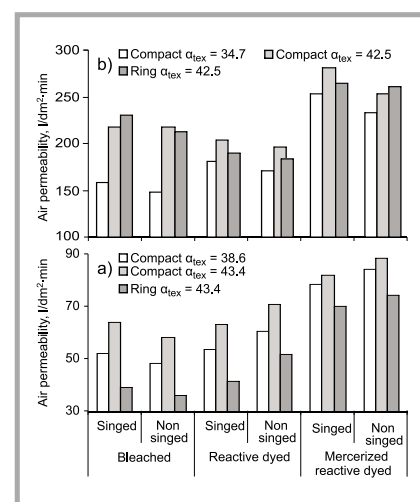 b)
Compact αtex = 34.7
Compact αtex = 42.5
Ring αtex = 42.5
Air permeability, l/dm²-min
300
250
200
150
100
a)
Compact αtex = 38.6
Compact αtex = 43.4
Ring αtex = 43.4
Air permeability, l/dm²-min
90
70
50
30
Singed
Non
singed
Singed
Non
singed
Singed
Non
singed
Bleached
Reactive dyed
Mercerized
reactive dyed